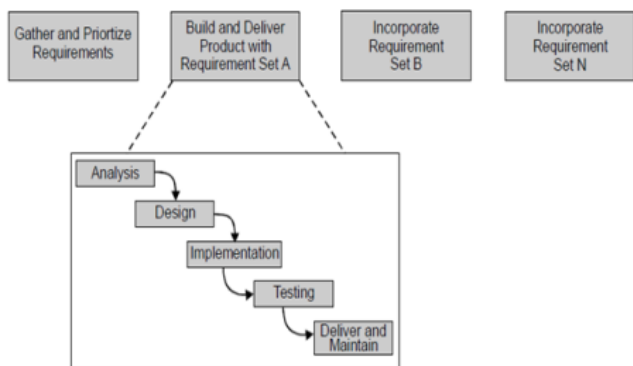 Gather and Priortize
Requirements
Build and Deliver
Product with
Requirement Set A
Incorporate
Requirement
Set B
Incorporate
Requirement
Set N
Analysis
Design
Implementation
Testing
Deliver and
Maintain